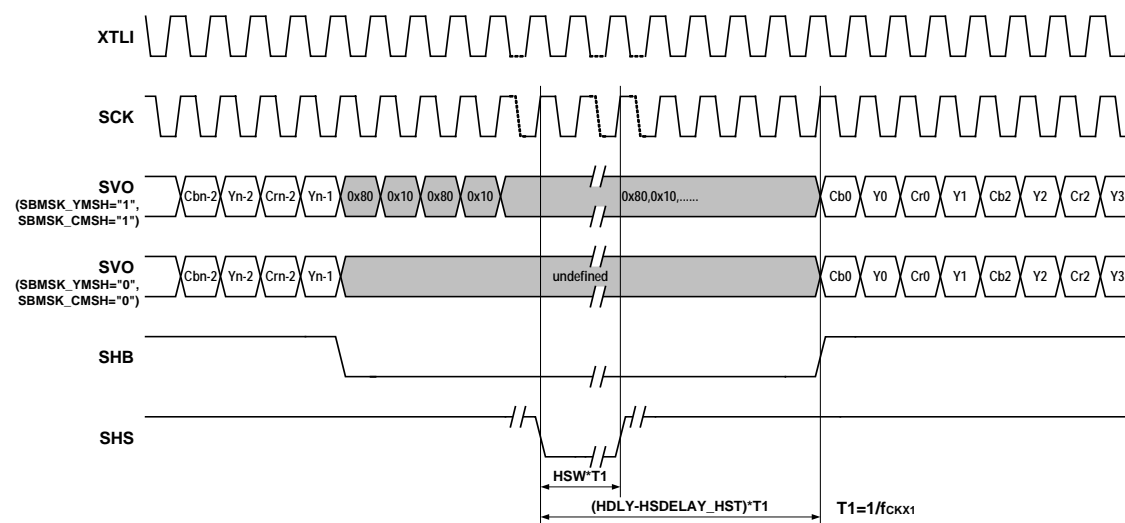 XTLI
SCK
SVO
(SBMSK_YMSH="1",
SBMSK_CMSH="1")
Cbn-2 Yn-2 Crn-2 Yn-1 0x80 0x10 0x80 0x10 0x80,0x10,...... Cb0 Y0 Cr0 Y1 Cb2 Y2 Cr2 Y3
SVO
(SBMSK_YMSH="0",
SBMSK_CMSH="0")
Cbn-2 Yn-2 Crn-2 Yn-1 undefined Cb0 Y0 Cr0 Y1 Cb2 Y2 Cr2 Y3
SHB
SHS
HSW*T1
(HDLY-HSDELAY_HST)*T1 T1=1/fCKX1